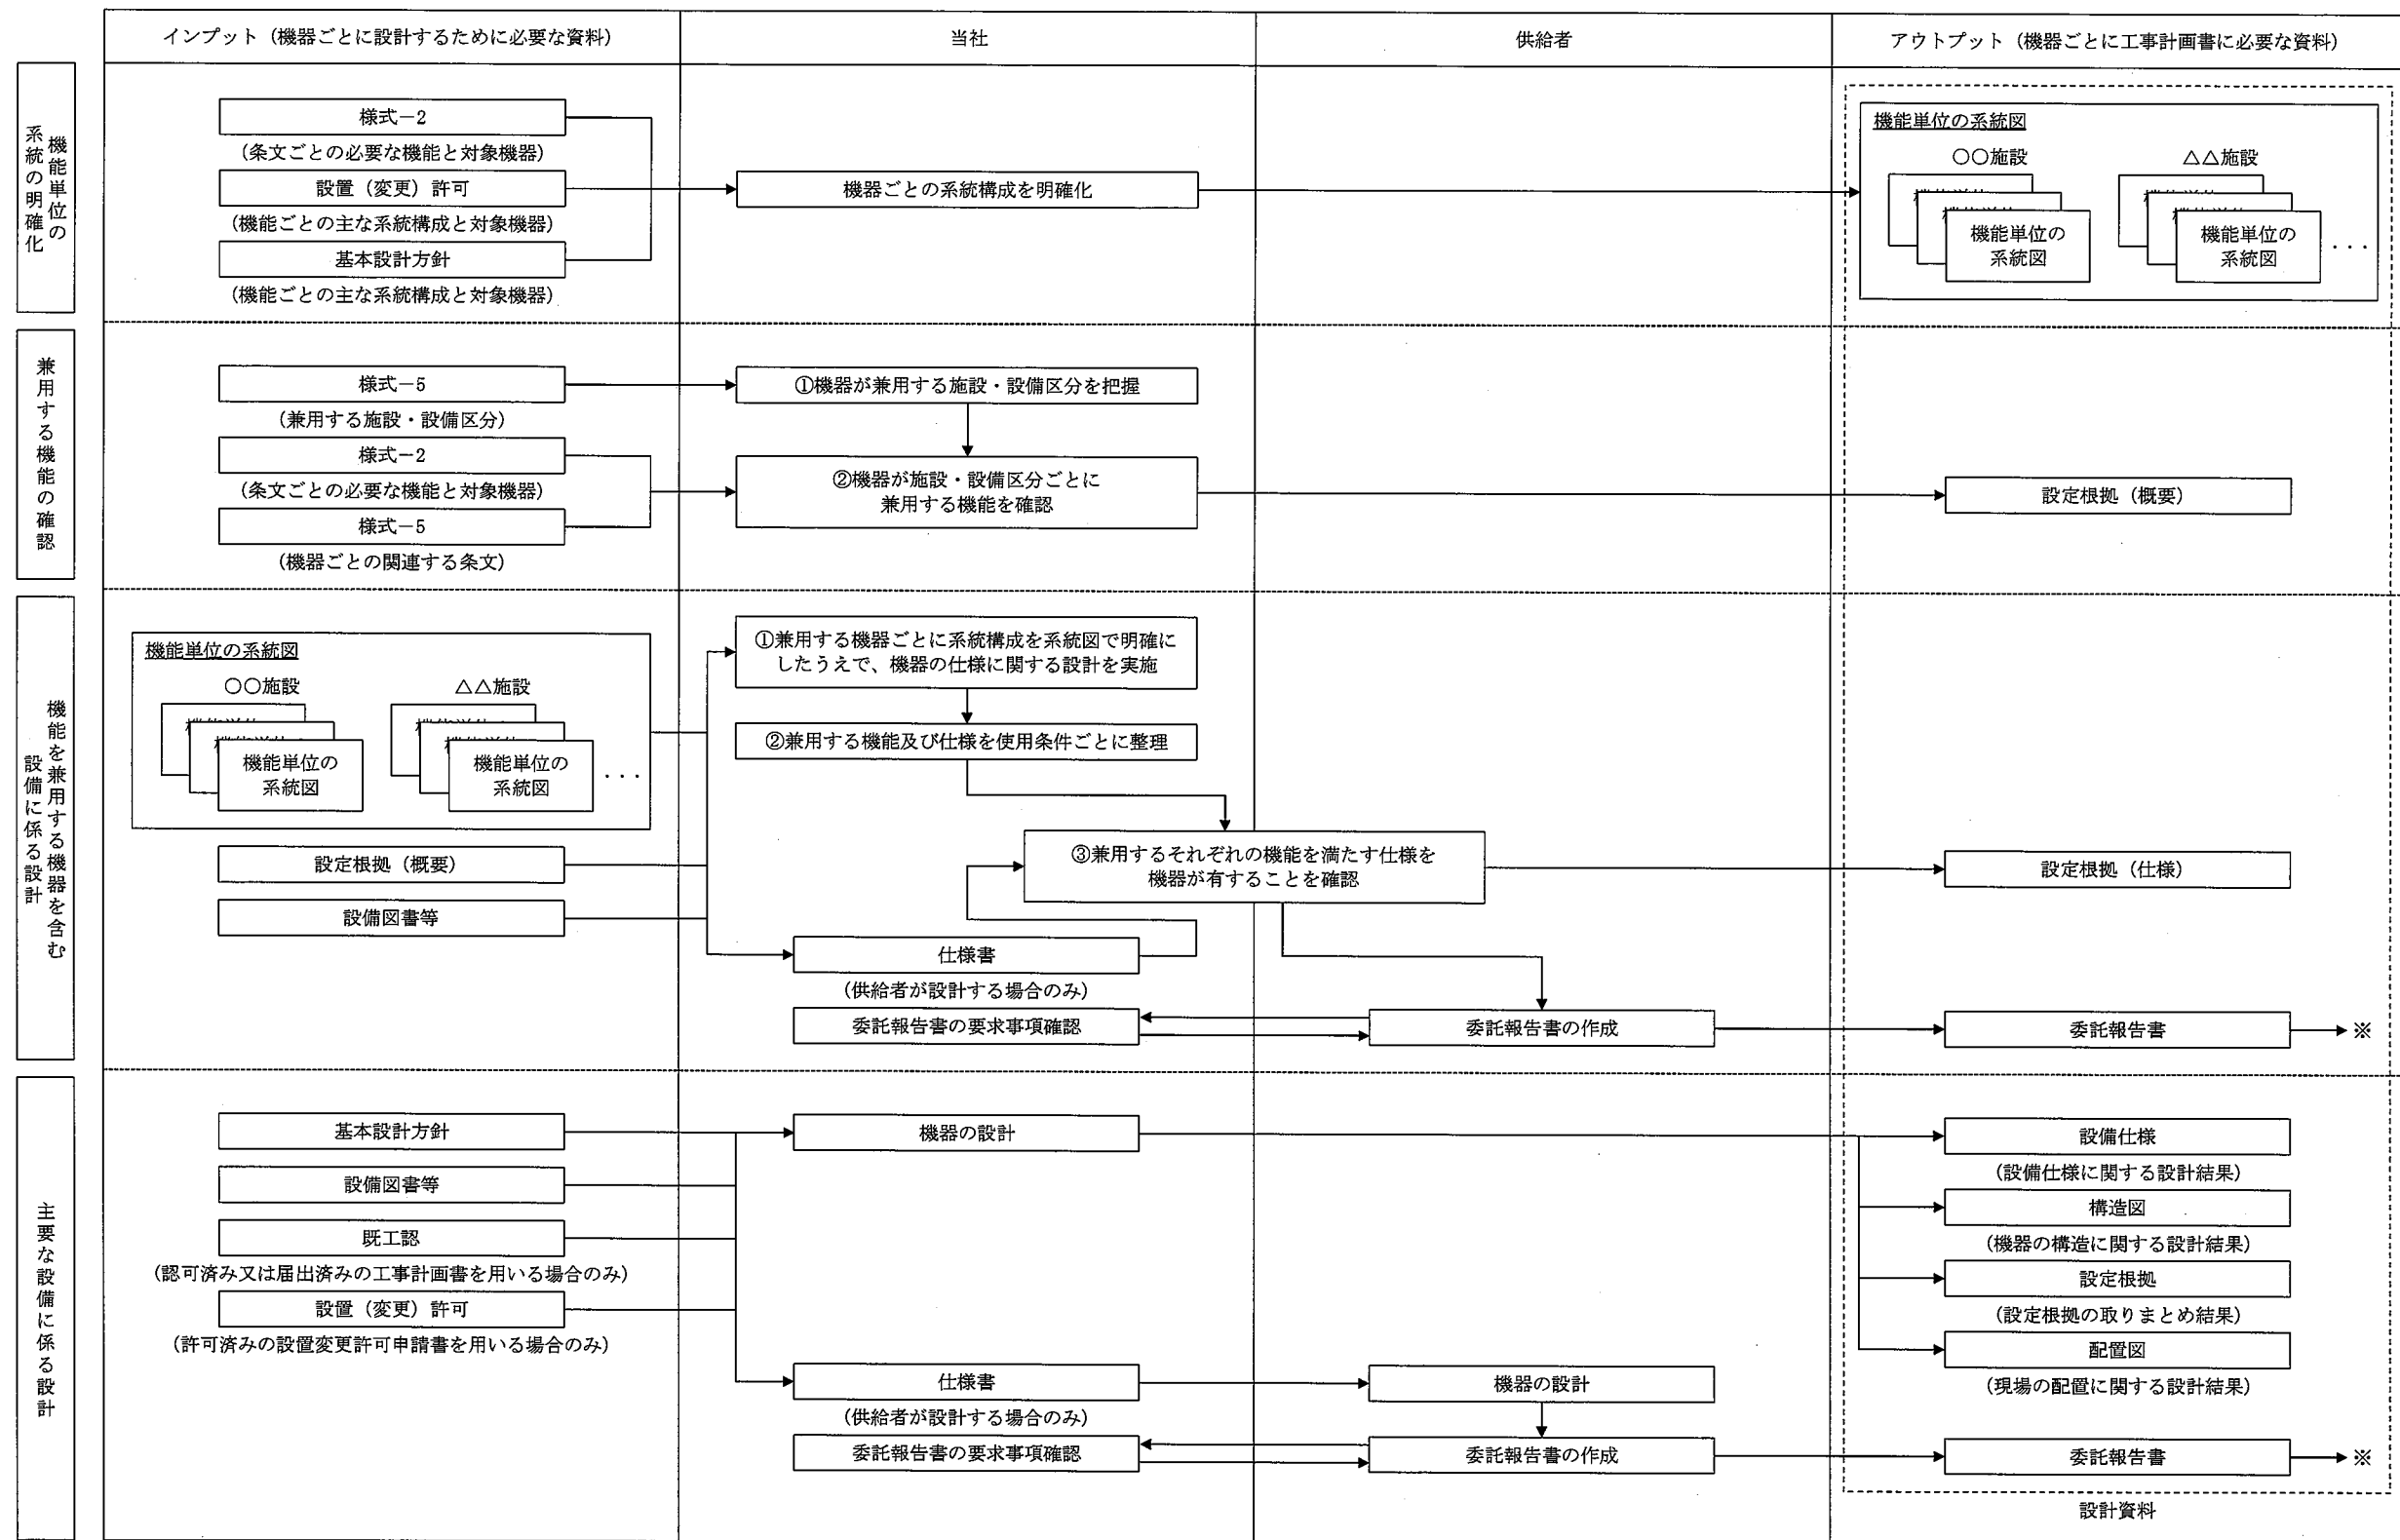 インプット（機器ごとに設計するために必要な資料）
当社
供給者
アウトプット（機器ごとに工事計画書に必要な資料）
機能単位の
系統の明確化
様式－2
(条文ごとの必要な機能と対象機器)
設置（変更）許可
(機能ごとの主な系統構成と対象機器)
基本設計方針
(機能ごとの主な系統構成と対象機器)
機器ごとの系統構成を明確化
機能単位の系統図
○○施設
△△施設
機能単位の
系統図
機能単位の
系統図
・・・
兼用する機能の確認
様式－5
(兼用する施設・設備区分)
様式－2
(条文ごとの必要な機能と対象機器)
様式－5
(機器ごとの関連する条文)
①機器が兼用する施設・設備区分を把握
②機器が施設・設備区分ごとに
兼用する機能を確認
設定根拠（概要）
機能を兼用する機器を含む
設備に係る設計
機能単位の系統図
○○施設
△△施設
機能単位の
系統図
機能単位の
系統図
・・・
設定根拠（概要）
設備図書等
①兼用する機器ごとに系統構成を系統図で明確に
したうえで、機器の仕様に関する設計を実施
②兼用する機能及び仕様を使用条件ごとに整理
③兼用するそれぞれの機能を満たす仕様を
機器が有することを確認
設定根拠（仕様）
仕様書
(供給者が設計する場合のみ)
委託報告書の要求事項確認
委託報告書の作成
委託報告書
※
主要な設備に係る設計
基本設計方針
設備図書等
既工認
(認可済み又は届出済みの工事計画書を用いる場合のみ)
設置（変更）許可
(許可済みの設置変更許可申請書を用いる場合のみ)
機器の設計
設備仕様
(設備仕様に関する設計結果)
構造図
(機器の構造に関する設計結果)
設定根拠
(設定根拠の取りまとめ結果)
配置図
(現場の配置に関する設計結果)
仕様書
(供給者が設計する場合のみ)
機器の設計
委託報告書の要求事項確認
委託報告書の作成
委託報告書
※
設計資料